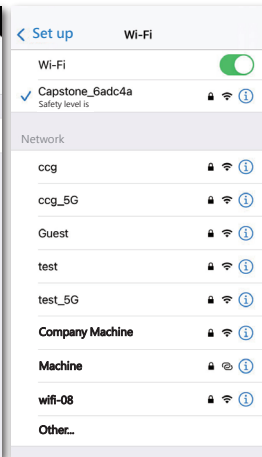 Set up Wi-Fi
Wi-Fi
Capstone_6adc4a
Safety level is
Network
ccg
ccg_5G
Guest
test
test_5G
Company Machine
Machine
wifi-08
Other...